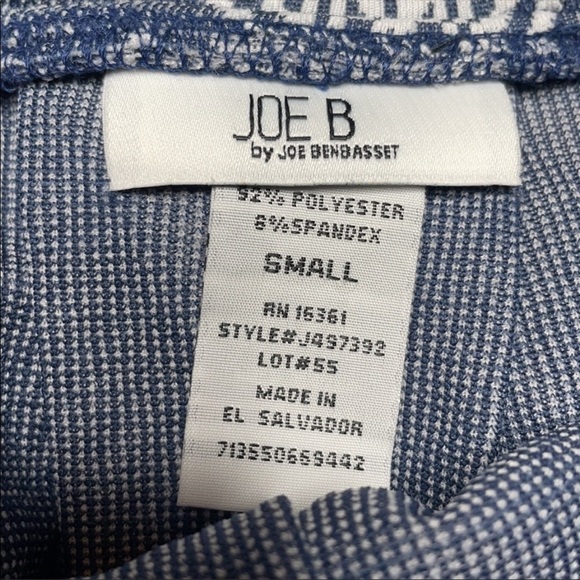 JOE B
by JOE BENBASSET
92% POLYESTER
8%SPANDEX
SMALL
RN 16361
STYLE#J497392
LOT#55
MADE IN
EL SALVADOR
713550659442